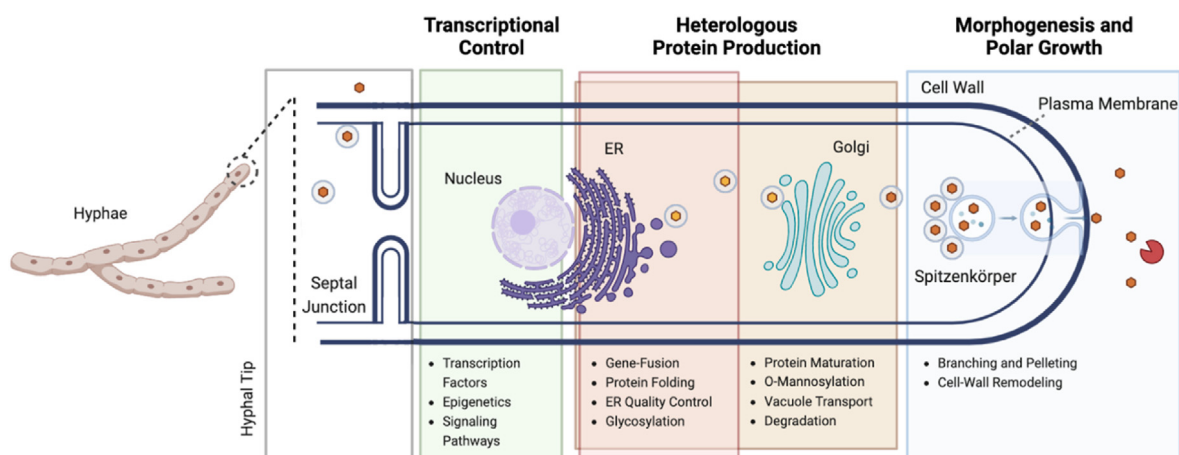 Transcriptional
Control
Heterologous
Protein Production
Morphogenesis and
Polar Growth
Cell Wall
Plasma Membrane
ER
Golgi
Nucleus
Hyphae
Septal
Junction
Spitzenkörper
Hyphal Tip
• Transcription
Factors
• Epigenetics
• Signaling
Pathways
• Gene-Fusion
• Protein Folding
• ER Quality Control
• Glycosylation
• Protein Maturation
• O-Mannosylation
• Vacuole Transport
• Degradation
• Branching and Pelleting
• Cell-Wall Remodeling